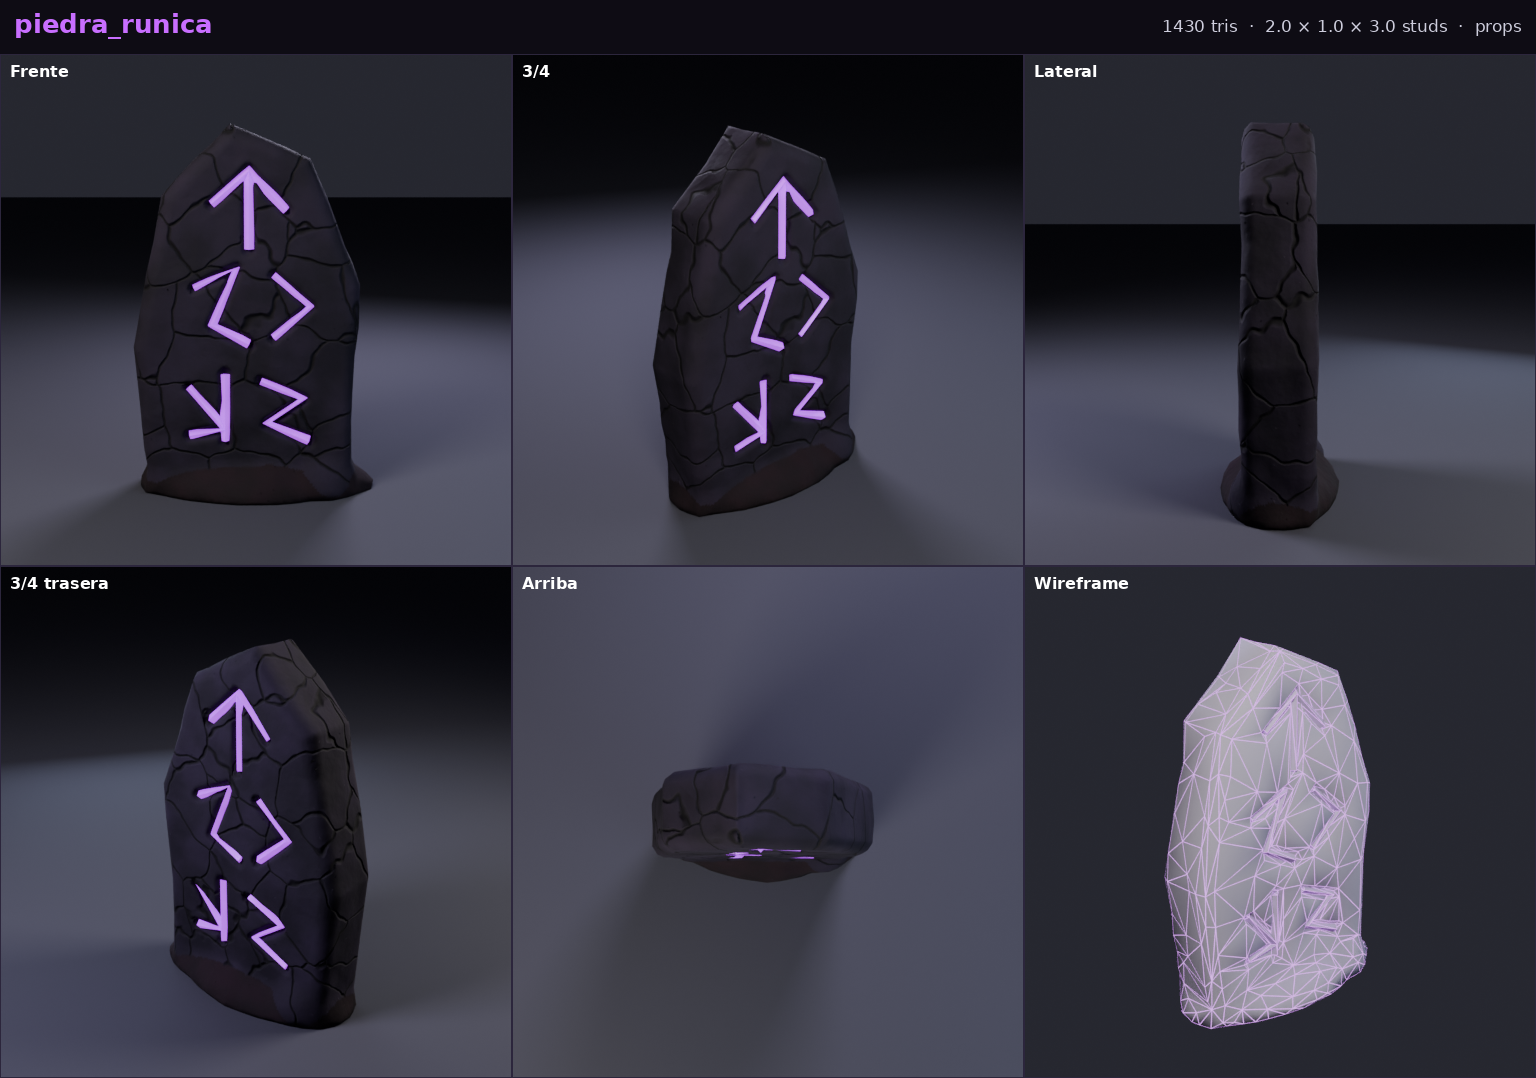 piedra_runica
1430 tris · 2.0 × 1.0 × 3.0 studs · props
Frente
3/4
Lateral
3/4 trasera
Arriba
Wireframe